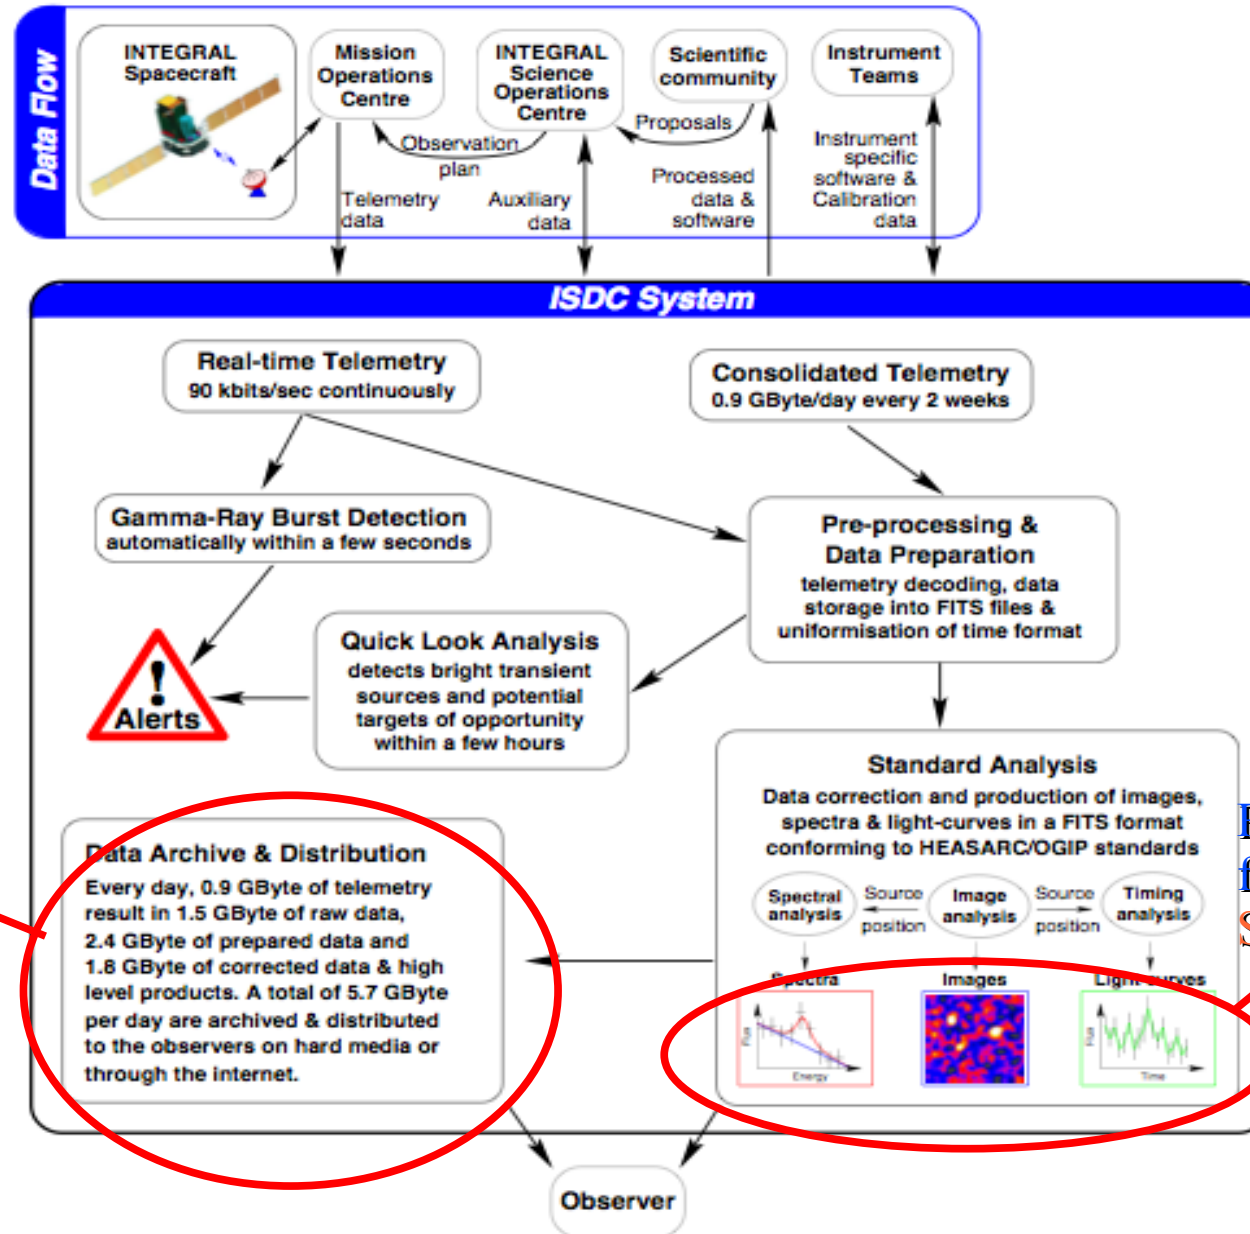 Data Flow
INTEGRAL
Spacecraft
Mission
Operations
Centre
INTEGRAL
Science
Operations
Centre
Scientific
community
Instrument
Teams
Observation
plan
Proposals
Telemetry
data
Auxiliary
data
Processed
data &
software
Instrument
specific
software &
Calibration
data
ISDC System
Real-time Telemetry
90 kbits/sec continuously
Consolidated Telemetry
0.9 GByte/day every 2 weeks
Gamma-Ray Burst Detection
automatically within a few seconds
Pre-processing &
Data Preparation
telemetry decoding, data
storage into FITS files &
uniformisation of time format
Quick Look Analysis
detects bright transient
sources and potential
targets of opportunity
within a few hours
!
Alerts
Standard Analysis
Data correction and production of images,
spectra & light-curves in a FITS format
conforming to HEASARC/OGIP standards
Spectral
analysis
Source
position
Image
analysis
Source
position
Timing
analysis
Spectra
Images
Light-curves
Flux
Energy
Flux
Time
Data Archive & Distribution
Every day, 0.9 GByte of telemetry
result in 1.5 GByte of raw data,
2.4 GByte of prepared data and
1.8 GByte of corrected data & high
level products. A total of 5.7 GByte
per day are archived & distributed
to the observers on hard media or
through the internet.
Observer